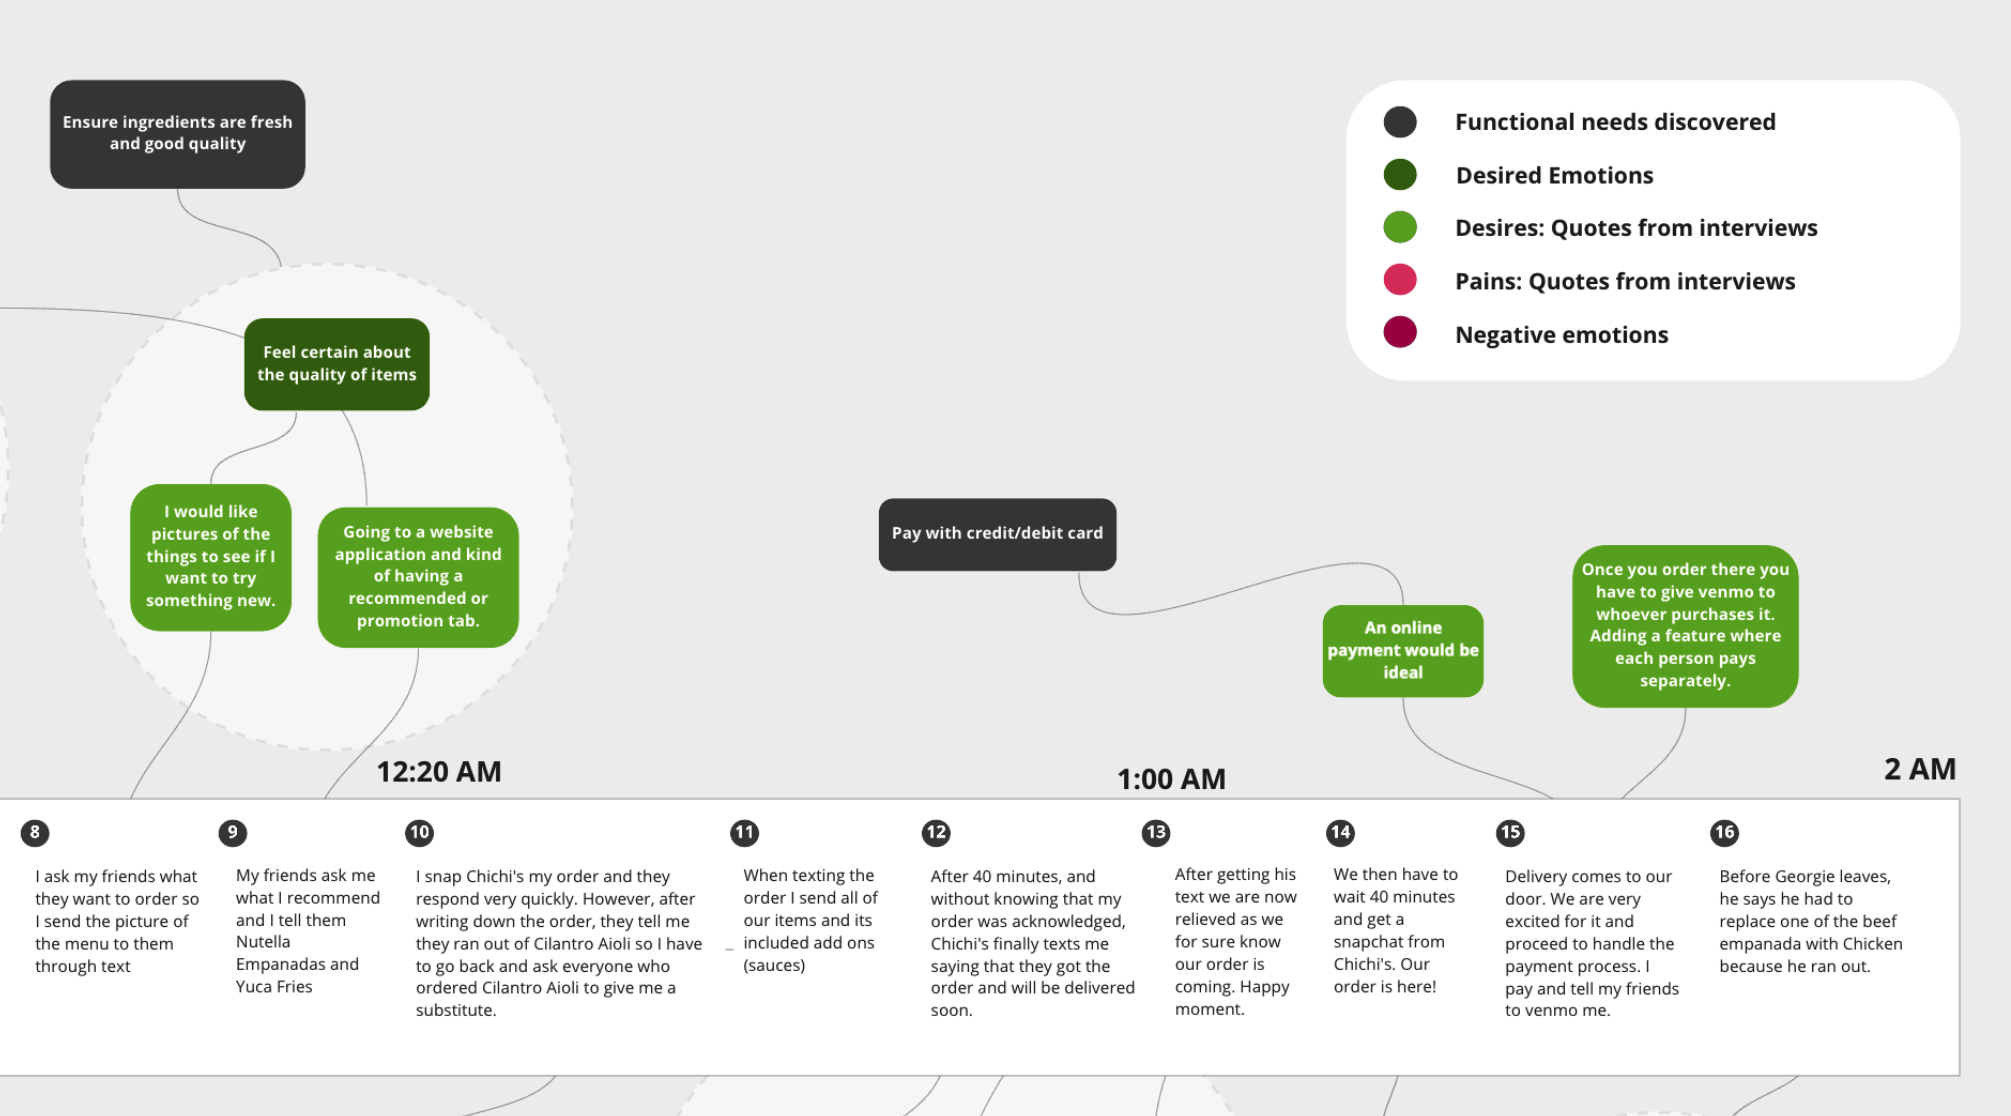 Ensure ingredients are fresh
and good quality
Functional needs discovered
Desired Emotions
Desires: Quotes from interviews
Pains: Quotes from interviews
Negative emotions
Feel certain about
the quality of items
I would like
pictures of the
things to see if I
want to try
something new.
Going to a website
application and kind
of having a
recommended or
promotion tab.
Pay with credit/debit card
An online
payment would be
ideal
Once you order there you
have to give venmo to
whoever purchases it.
Adding a feature where
each person pays
separately.
12:20 AM
1:00 AM
2 AM
8
I ask my friends what
they want to order so
I send the picture of
the menu to them
through text
9
My friends ask me
what I recommend
and I tell them
Nutella
Empanadas and
Yuca Fries
10
I snap Chichi's my order and they
respond very quickly. However, after
writing down the order, they tell me
they ran out of Cilantro Aioli so I have
to go back and ask everyone who
ordered Cilantro Aioli to give me a
substitute.
11
When texting the
order I send all of
our items and its
included add ons
(sauces)
12
After 40 minutes, and
without knowing that my
order was acknowledged,
Chichi's finally texts me
saying that they got the
order and will be delivered
soon.
13
After getting his
text we are now
relieved as we
for sure know
our order is
coming. Happy
moment.
14
We then have to
wait 40 minutes
and get a
snapchat from
Chichi's. Our
order is here!
15
Delivery comes to our
door. We are very
excited for it and
proceed to handle the
payment process. I
pay and tell my friends
to venmo me.
16
Before Georgie leaves,
he says he had to
replace one of the beef
empanada with Chicken
because he ran out.